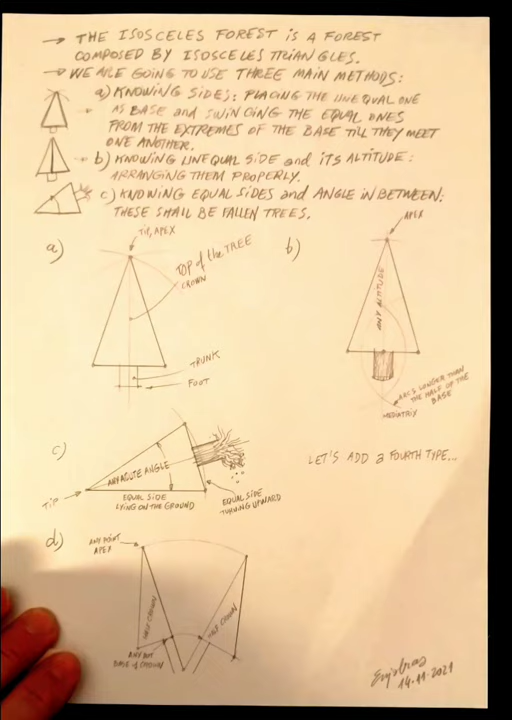 → THE ISOSCELES FOREST is A FOREST
COMPOSED BY ISOSCELES TRIANGLES.
→ WE ARE GOING TO USE THREE MAIN METHODS:
a) KNOWING SIDES: PLACING THE UNEQUAL ONE
AS BASE and SWINGING THE EQUAL ONES
FROM THE EXTREMES OF THE BASE TILL THEY MEET
ONE ANOTHER.
b) KNOWING UNEQUAL SIDE and its ALTITUDE:
ARRANGING THEM PROPERLY.
c) KNOWING EQUAL SIDES and ANGLE IN BETWEEN:
THESE SHALL BE FALLEN TREES.
a)
TIP, APEX
TOP of the TREE
CROWN
TRUNK
FOOT
b)
APEX
ANY ALTITUDE
ARCS LONGER THAN
THE HALF OF THE
BASE
MEDIATRIX
c)
ANY ACUTE ANGLE
TIP
EQUAL SIDE
LYING ON THE GROUND
EQUAL SIDE
TURNING UPWARD
LET'S ADD a FOURTH TYPE...
d)
ANY POINT
APEX
HALF CROWN
HALF CROWN
BASE of CROWN
14-11-2021